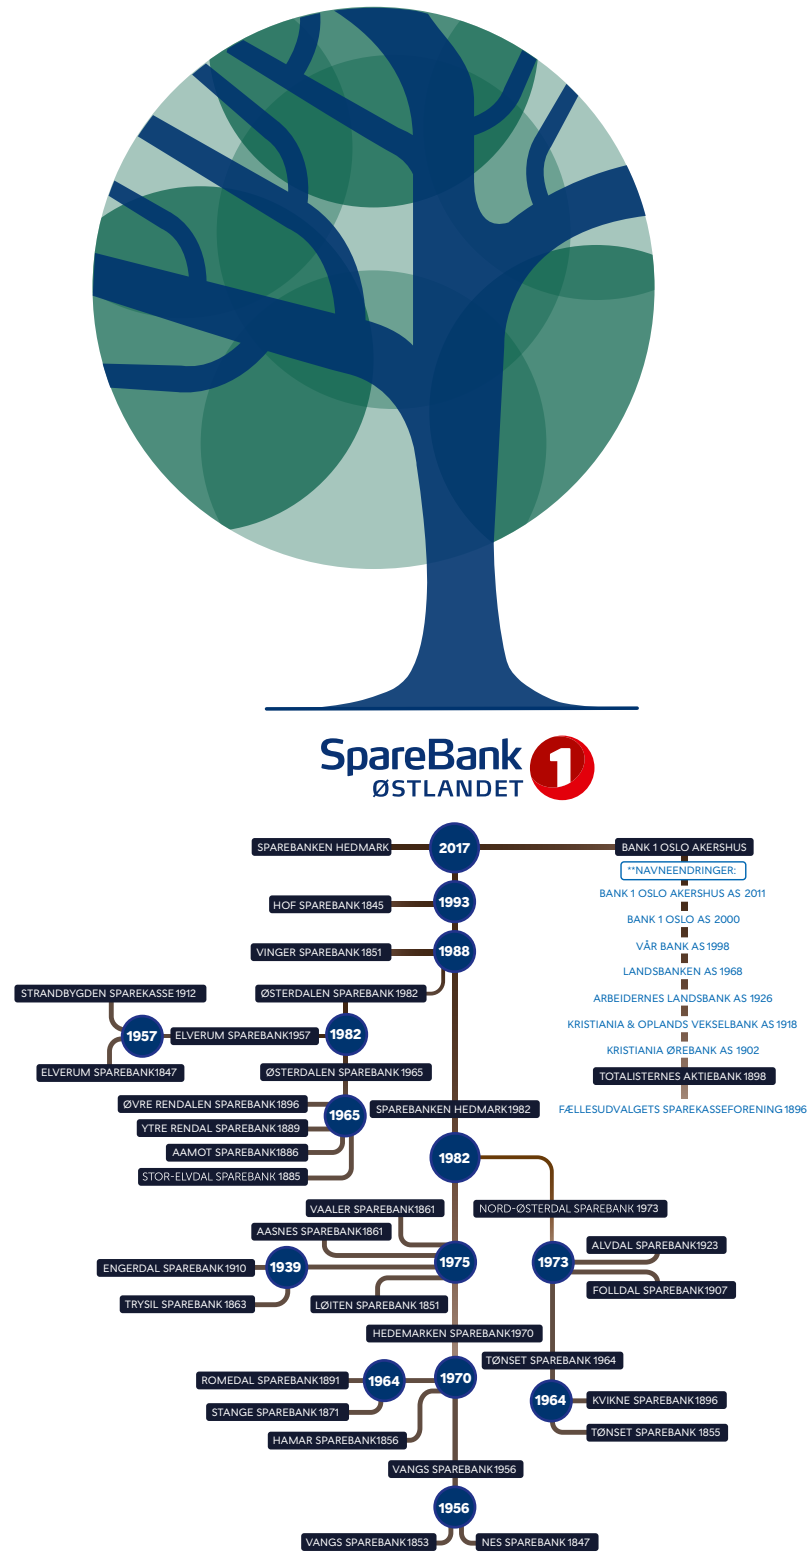 SpareBank 1
ØSTLANDET
SPAREBANKEN HEDMARK
2017
BANK 1 OSLO AKERSHUS
**NAVNEENDRINGER:
BANK 1 OSLO AKERSHUS AS 2011
HOF SPAREBANK 1845
1993
BANK 1 OSLO AS 2000
VINGER SPAREBANK 1851
1988
VÅR BANK AS 1998
LANDSBANKEN AS 1968
STRANDBYGDEN SPAREKASSE 1912
ØSTERDALEN SPAREBANK 1982
ARBEIDERNES LANDSBANK AS 1926
KRISTIANIA & OPLANDS VEKSELBANK AS 1918
1957
ELVERUM SPAREBANK 1957
1982
KRISTIANIA ØREBANK AS 1902
ELVERUM SPAREBANK 1847
ØSTERDALEN SPAREBANK 1965
TOTALISTERNES AKTIEBANK 1898
ØVRE RENDALEN SPAREBANK 1896
1965
SPAREBANKEN HEDMARK 1982
FÆLLESUDVALGETS SPAREKASSEFORENING 1896
YTRE RENDAL SPAREBANK 1889
AAMOT SPAREBANK 1886
1982
STOR-ELVDAL SPAREBANK 1885
VAALER SPAREBANK 1861
NORD-ØSTERDAL SPAREBANK 1973
AASNES SPAREBANK 1861
ALVDAL SPAREBANK 1923
ENGERDAL SPAREBANK 1910
1939
1975
1973
FOLLDAL SPAREBANK 1907
TRYSIL SPAREBANK 1863
LØITEN SPAREBANK 1851
HEDEMARKEN SPAREBANK 1970
TØNSET SPAREBANK 1964
ROMEDAL SPAREBANK 1891
1964
1970
1964
KVIKNE SPAREBANK 1896
STANGE SPAREBANK 1871
TØNSET SPAREBANK 1855
HAMAR SPAREBANK 1856
VANGS SPAREBANK 1956
1956
VANGS SPAREBANK 1853
NES SPAREBANK 1847